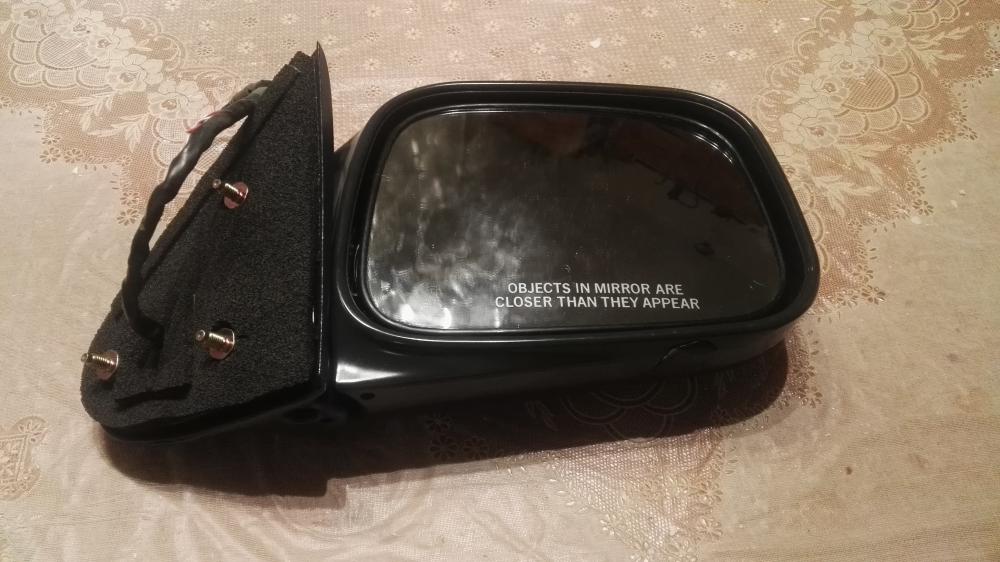 OBJECTS IN MIRROR ARE
CLOSER THAN THEY APPEAR